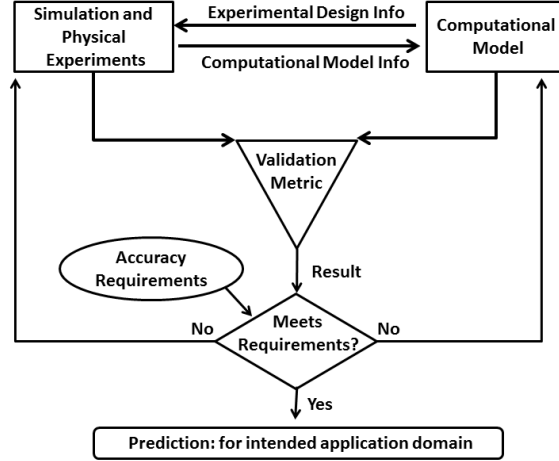 Simulation and
Physical
Experiments
Experimental Design Info
Computational Model Info
Computational
Model
Validation
Metric
Result
Accuracy
Requirements
No
Meets
Requirements?
No
Yes
Prediction: for intended application domain